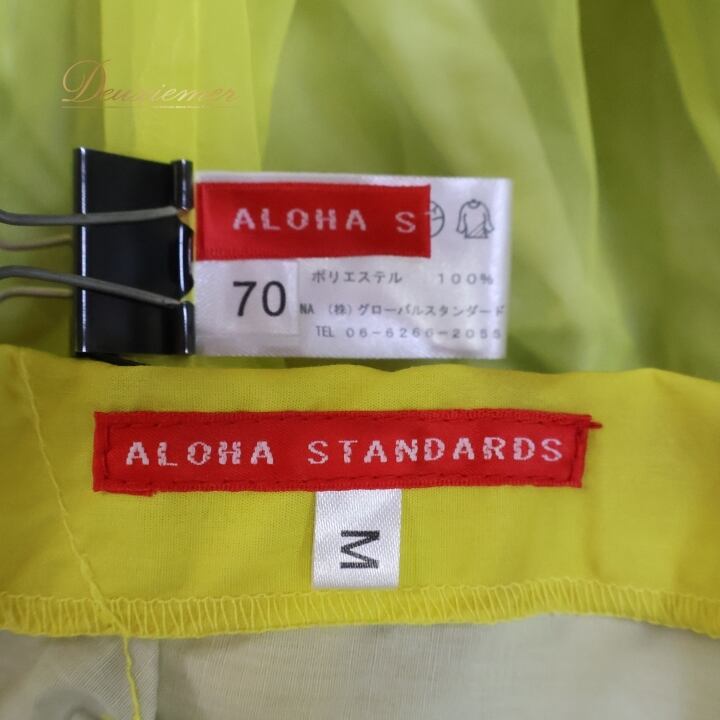 Deuxiemer
ALOHA S
70
ポリエステル 100%
NA (株)グローバルスタンダード
TEL 06-6266-2055
ALOHA STANDARDS
M